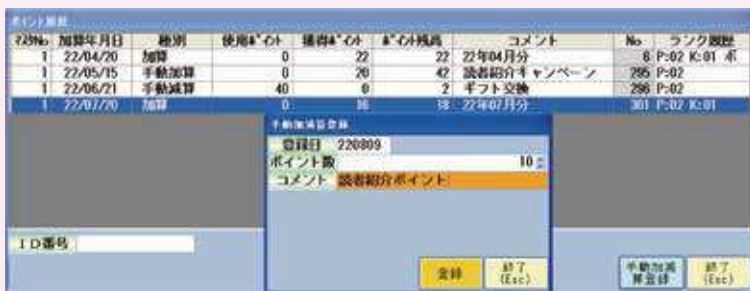 ポイント履歴
ﾏｽﾀNo 加算年月日 種別 使用ﾎﾟｲﾝﾄ 獲得ﾎﾟｲﾝﾄ ﾎﾟｲﾝﾄ残高 コメント No ランク履歴
1 22/04/20 加算 0 22 22 22年04月分 6 P:02 K:01 ポ
1 22/05/15 手動加算 0 20 42 読者紹介キャンペーン 295 P:02
1 22/06/21 手動減算 40 0 2 ギフト交換 296 P:02
1 22/07/20 加算 0 16 18 22年07月分 301 P:02 K:01
手動加減算登録
登録日 220809
ポイント数 10
コメント 読者紹介ポイント
ID番号
登録 終了(Esc)
手動加減算登録 終了(Esc)